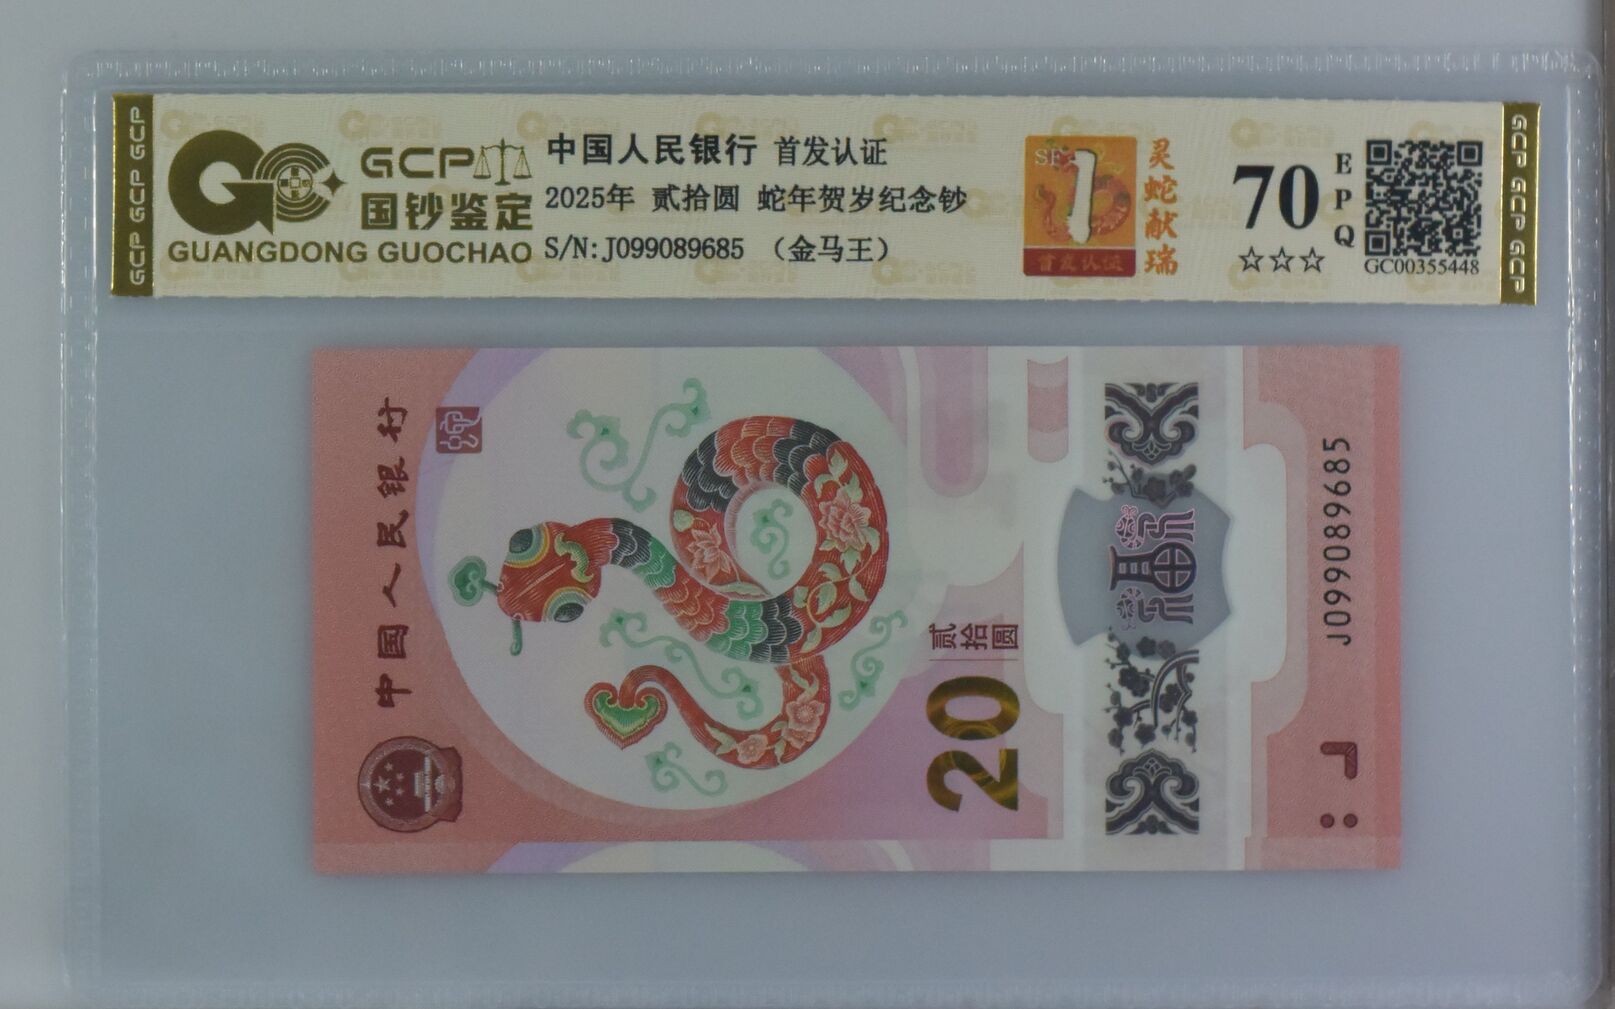 GCP GCP GCP
GCP
国钞鉴定
GUANGDONG GUOCHAO
中国人民银行 首发认证
2025年 贰拾圆 蛇年贺岁纪念钞
S/N:J099089685 （金马王）
1
首发认证
灵蛇献瑞
70
EPQ
☆☆☆
GC00355448
GCP GCP GCP
中国人民银行
贰拾圆
20
福
J099089685